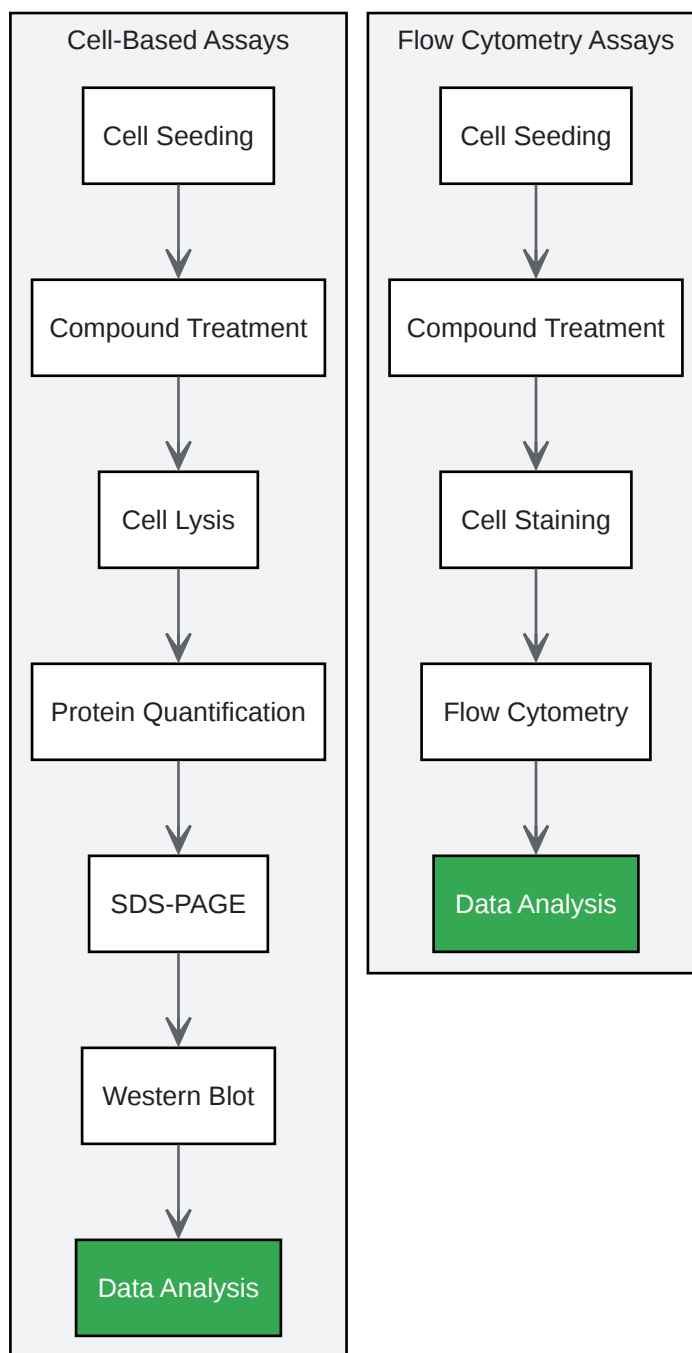 Cell-Based Assays
Cell Seeding
Compound Treatment
Cell Lysis
Protein Quantification
SDS-PAGE
Western Blot
Data Analysis
Flow Cytometry Assays
Cell Seeding
Compound Treatment
Cell Staining
Flow Cytometry
Data Analysis